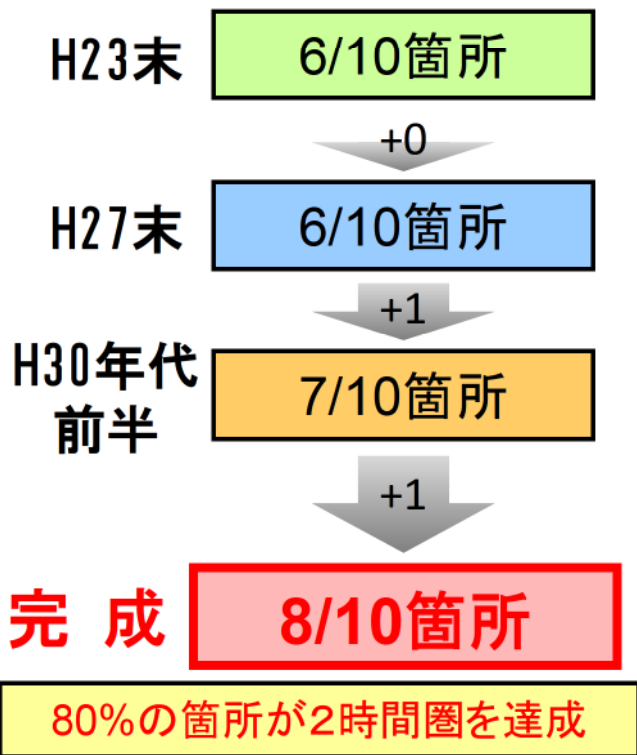 H23末
6/10箇所
+0
H27末
6/10箇所
+1
H30年代
前半
7/10箇所
+1
完 成
8/10箇所
80%の箇所が2時間圏を達成